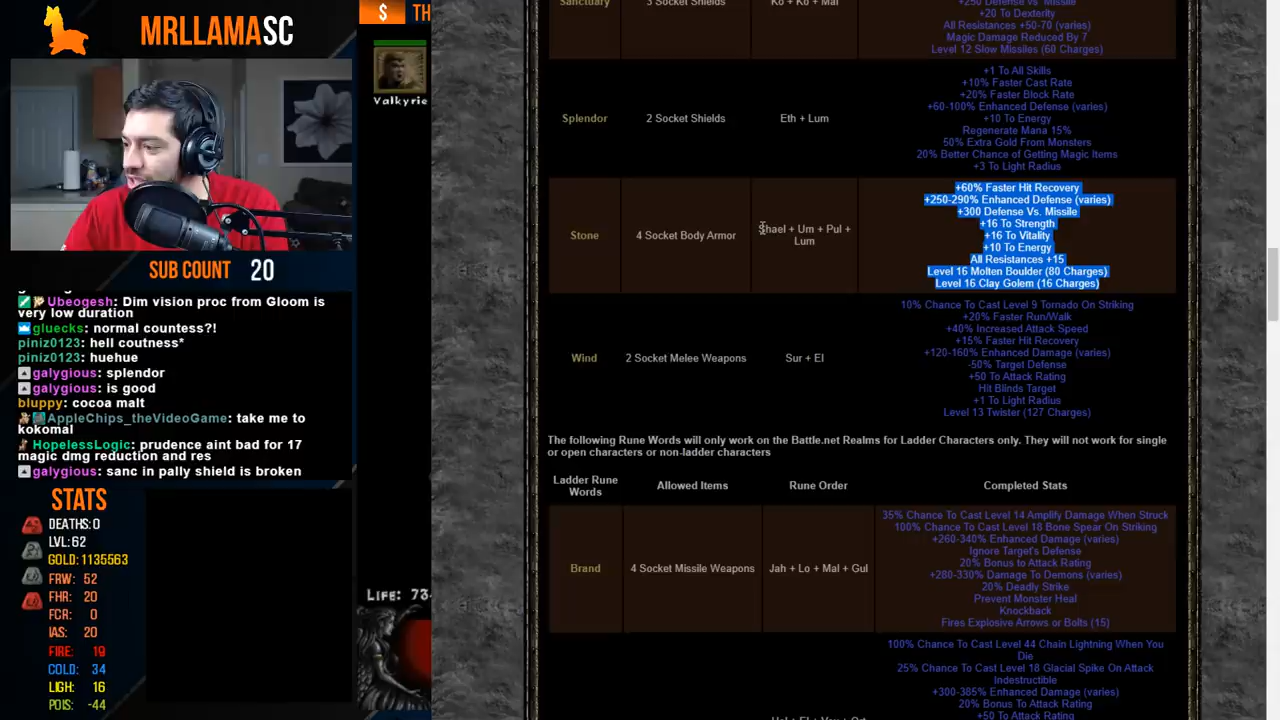 MRLLAMASC
$ TH
Valkyrie
SUB COUNT 20
Ubeogesh: Dim vision proc from Gloom is
very low duration
gluecks: normal countess?!
piniz0123: hell coutness*
piniz0123: huehue
galygious: splendor
galygious: is good
bluppy: cocoa malt
AppleChips_theVideoGame: take me to
kokomal
HopelessLogic: prudence aint bad for 17
magic dmg reduction and res
galygious: sanc in pally shield is broken
STATS
DEATHS:0
LVL:62
GOLD:1135563
FRW: 52
FHR: 20
FCR: 0
IAS: 20
FIRE: 19
COLD: 34
LIGH: 16
POIS: -44
LIFE: 73
Sanctuary
3 Socket Shields
Ko + Ko + Mal
+250 Defense Vs. Missile
+20 To Dexterity
All Resistances +50-70 (varies)
Magic Damage Reduced By 7
Level 12 Slow Missiles (60 Charges)
Splendor
2 Socket Shields
Eth + Lum
+1 To All Skills
+10% Faster Cast Rate
+20% Faster Block Rate
+60-100% Enhanced Defense (varies)
+10 To Energy
Regenerate Mana 15%
50% Extra Gold From Monsters
20% Better Chance of Getting Magic Items
+3 To Light Radius
Stone
4 Socket Body Armor
Shael + Um + Pul +
Lum
+60% Faster Hit Recovery
+250-290% Enhanced Defense (varies)
+300 Defense Vs. Missile
+16 To Strength
+16 To Vitality
+10 To Energy
All Resistances +15
Level 16 Molten Boulder (80 Charges)
Level 16 Clay Golem (16 Charges)
Wind
2 Socket Melee Weapons
Sur + El
10% Chance To Cast Level 9 Tornado On Striking
+20% Faster Run/Walk
+40% Increased Attack Speed
+15% Faster Hit Recovery
+120-160% Enhanced Damage (varies)
-50% Target Defense
+50 To Attack Rating
Hit Blinds Target
+1 To Light Radius
Level 13 Twister (127 Charges)
The following Rune Words will only work on the Battle.net Realms for Ladder Characters only. They will not work for single
or open characters or non-ladder characters
Ladder Rune
Words
Allowed Items
Rune Order
Completed Stats
Brand
4 Socket Missile Weapons
Jah + Lo + Mal + Gul
35% Chance To Cast Level 14 Amplify Damage When Struck
100% Chance To Cast Level 18 Bone Spear On Striking
+260-340% Enhanced Damage (varies)
Ignore Target's Defense
20% Bonus to Attack Rating
+280-330% Damage To Demons (varies)
20% Deadly Strike
Prevent Monster Heal
Knockback
Fires Explosive Arrows or Bolts (15)
100% Chance To Cast Level 44 Chain Lightning When You
Die
25% Chance To Cast Level 18 Glacial Spike On Attack
Indestructible
+300-385% Enhanced Damage (varies)
20% Bonus To Attack Rating
+50 To Attack Rating